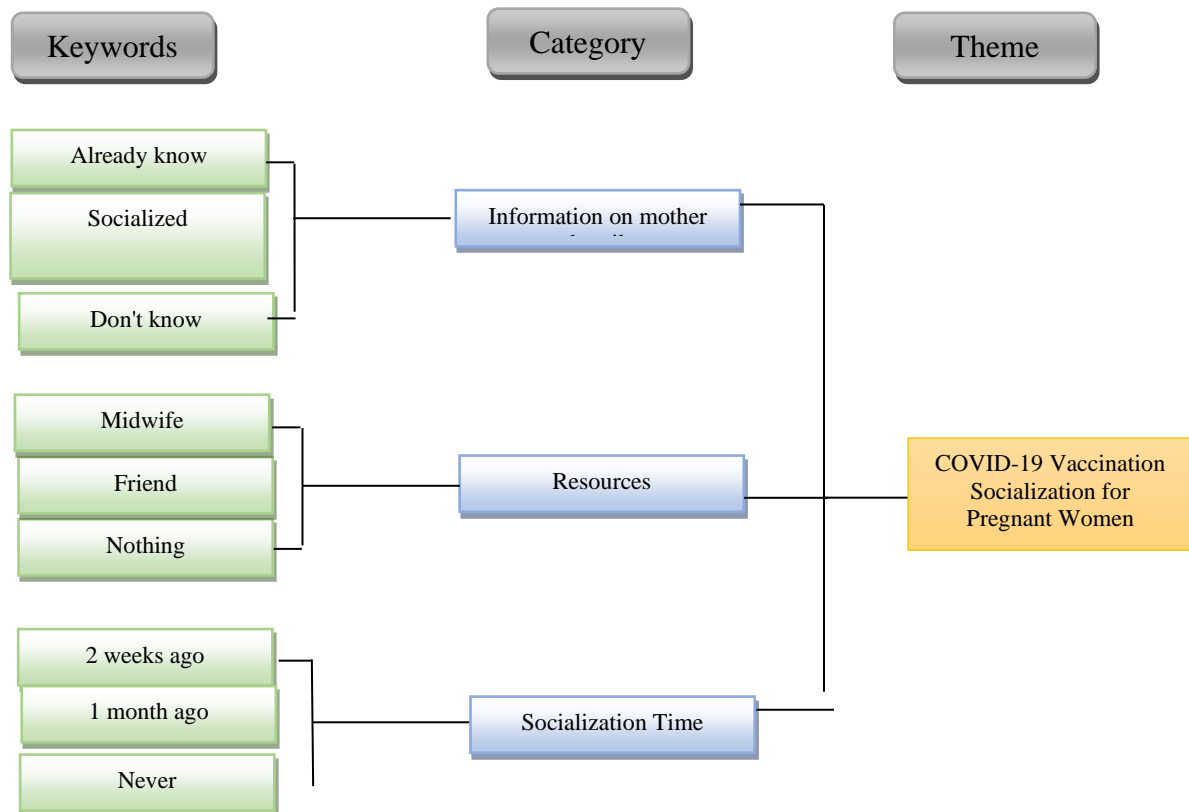 Keywords
Category
Theme
Already know
Socialized
Don't know
Information on mother
Midwife
Friend
Nothing
Resources
2 weeks ago
1 month ago
Never
Socialization Time
COVID-19 Vaccination
Socialization for
Pregnant Women